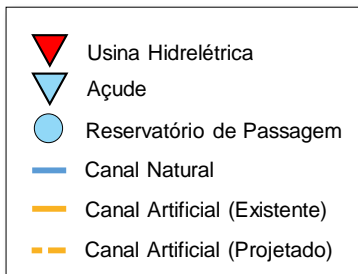 Usina Hidrelétrica
Açude
Reservatório de Passagem
Canal Natural
Canal Artificial (Existente)
Canal Artificial (Projetado)